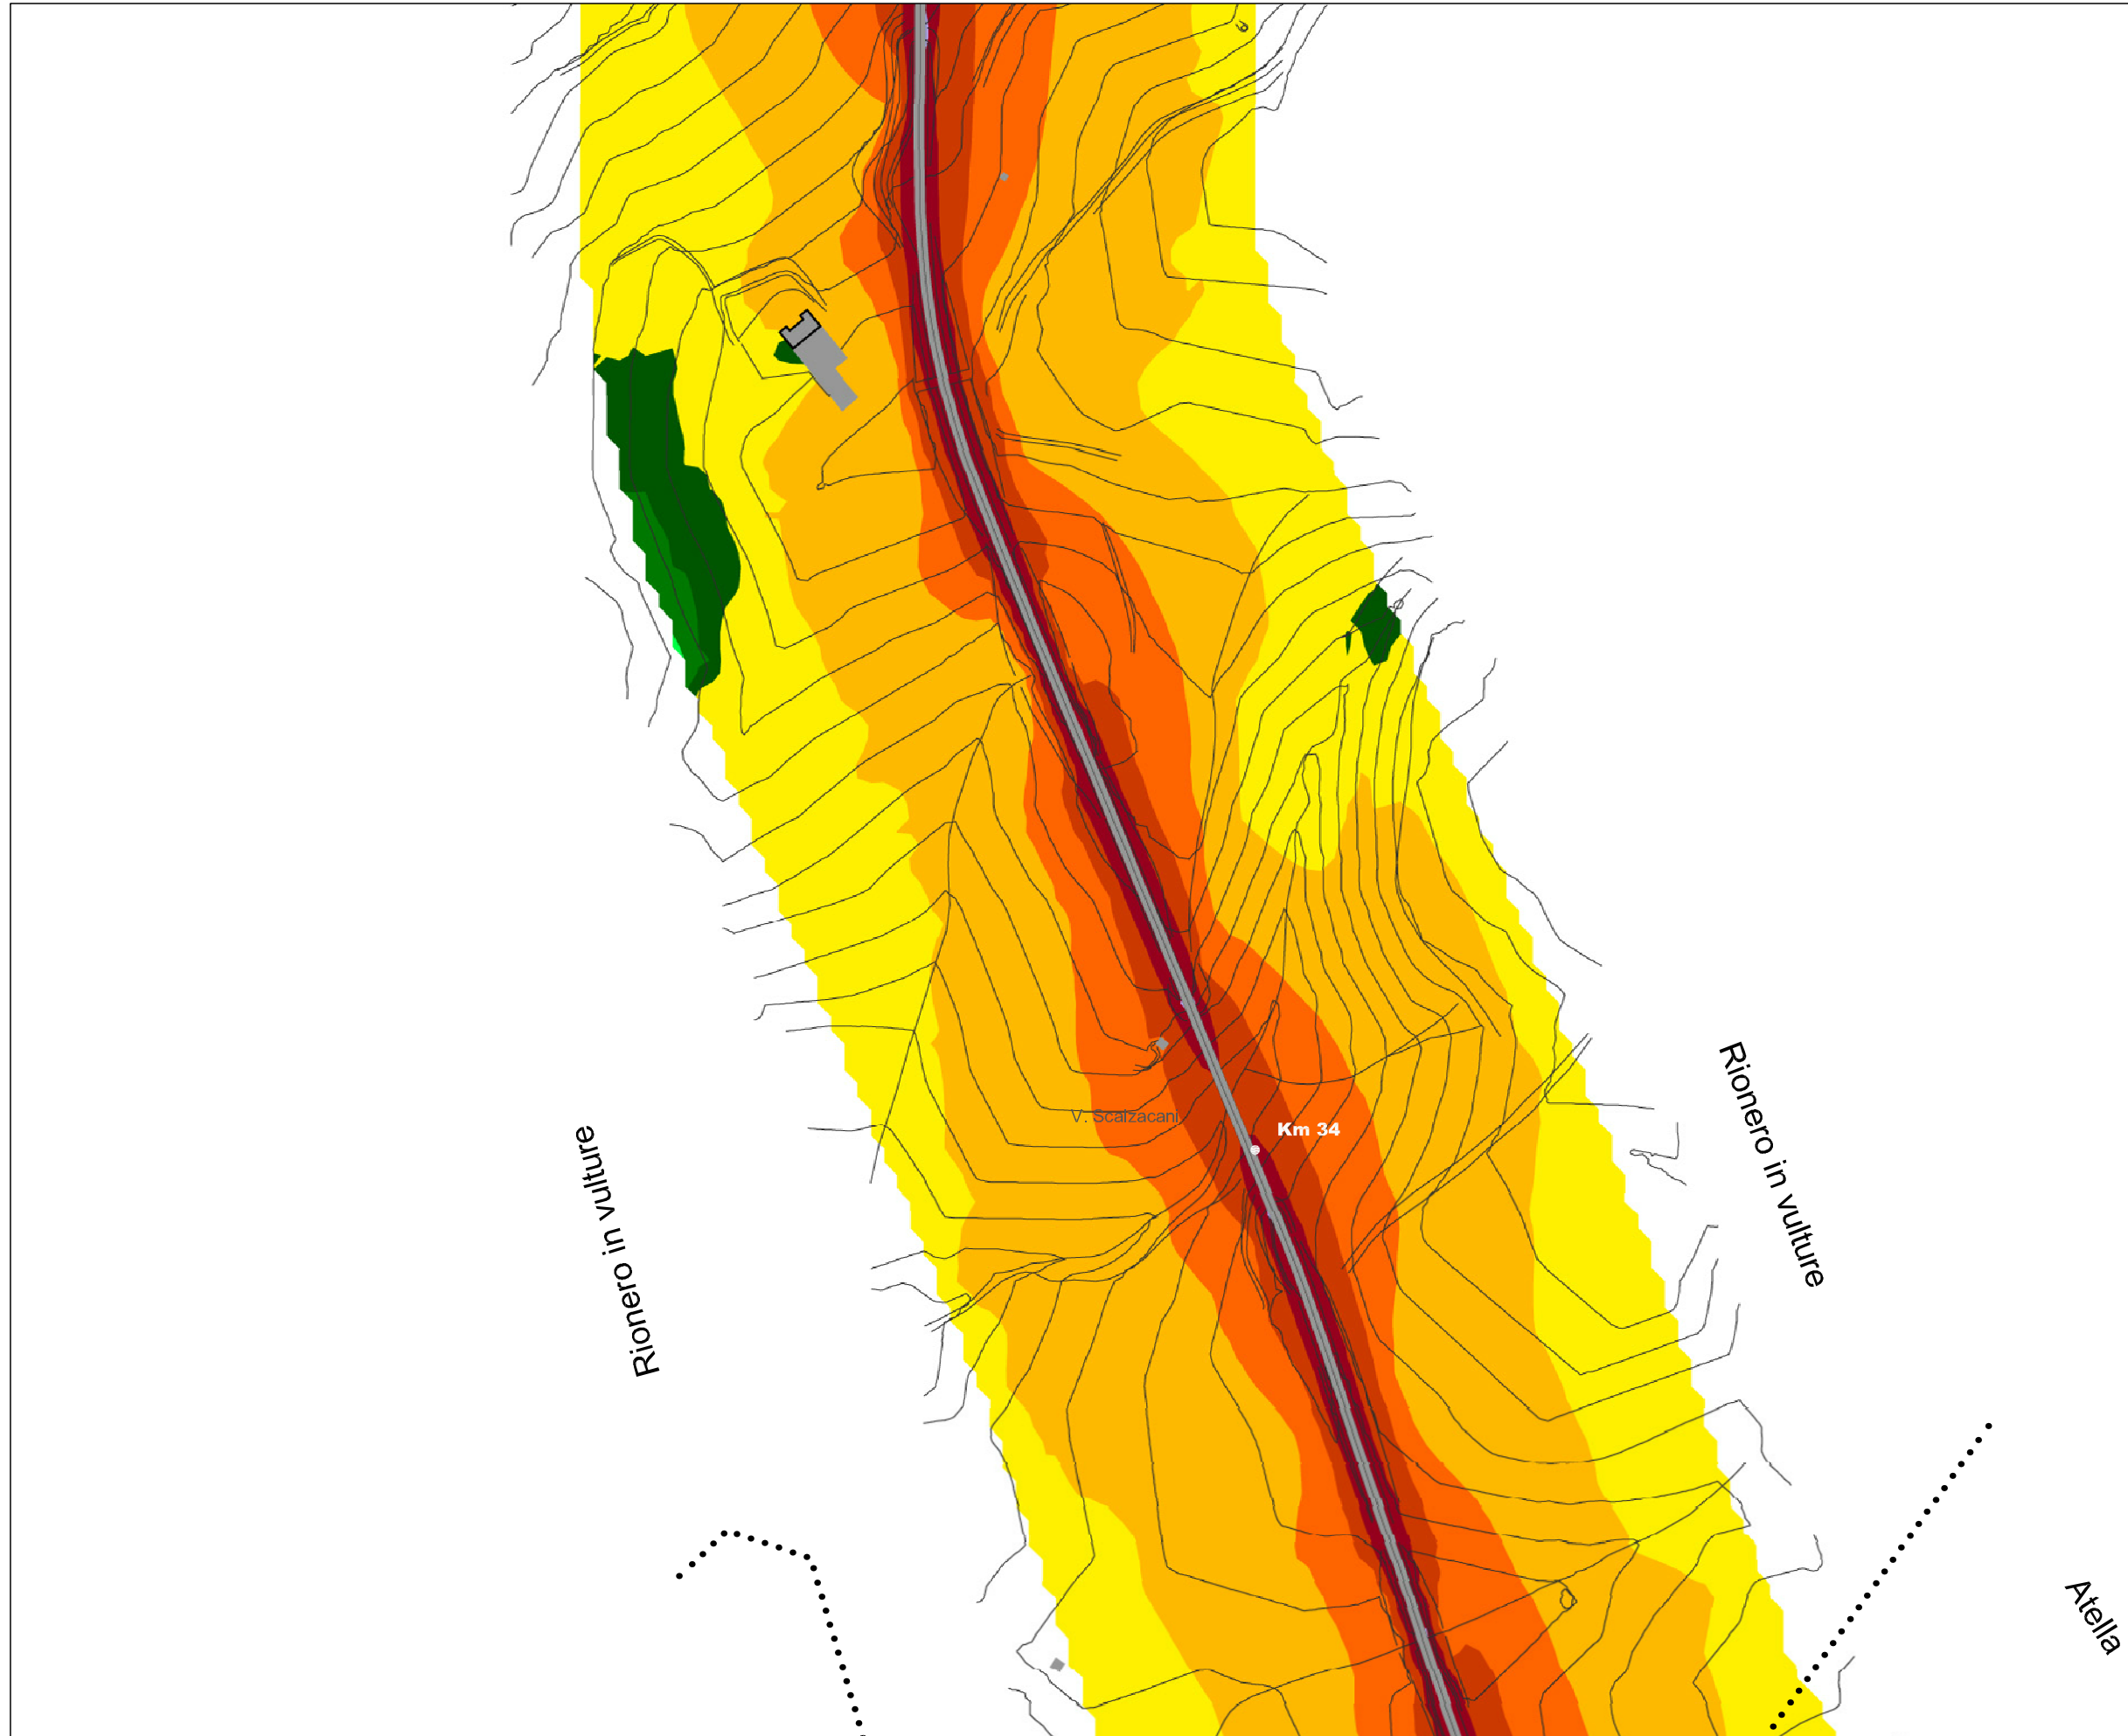 V. Scalzacani
Km 34
Rionero in vulture
Rionero in vulture
Atella